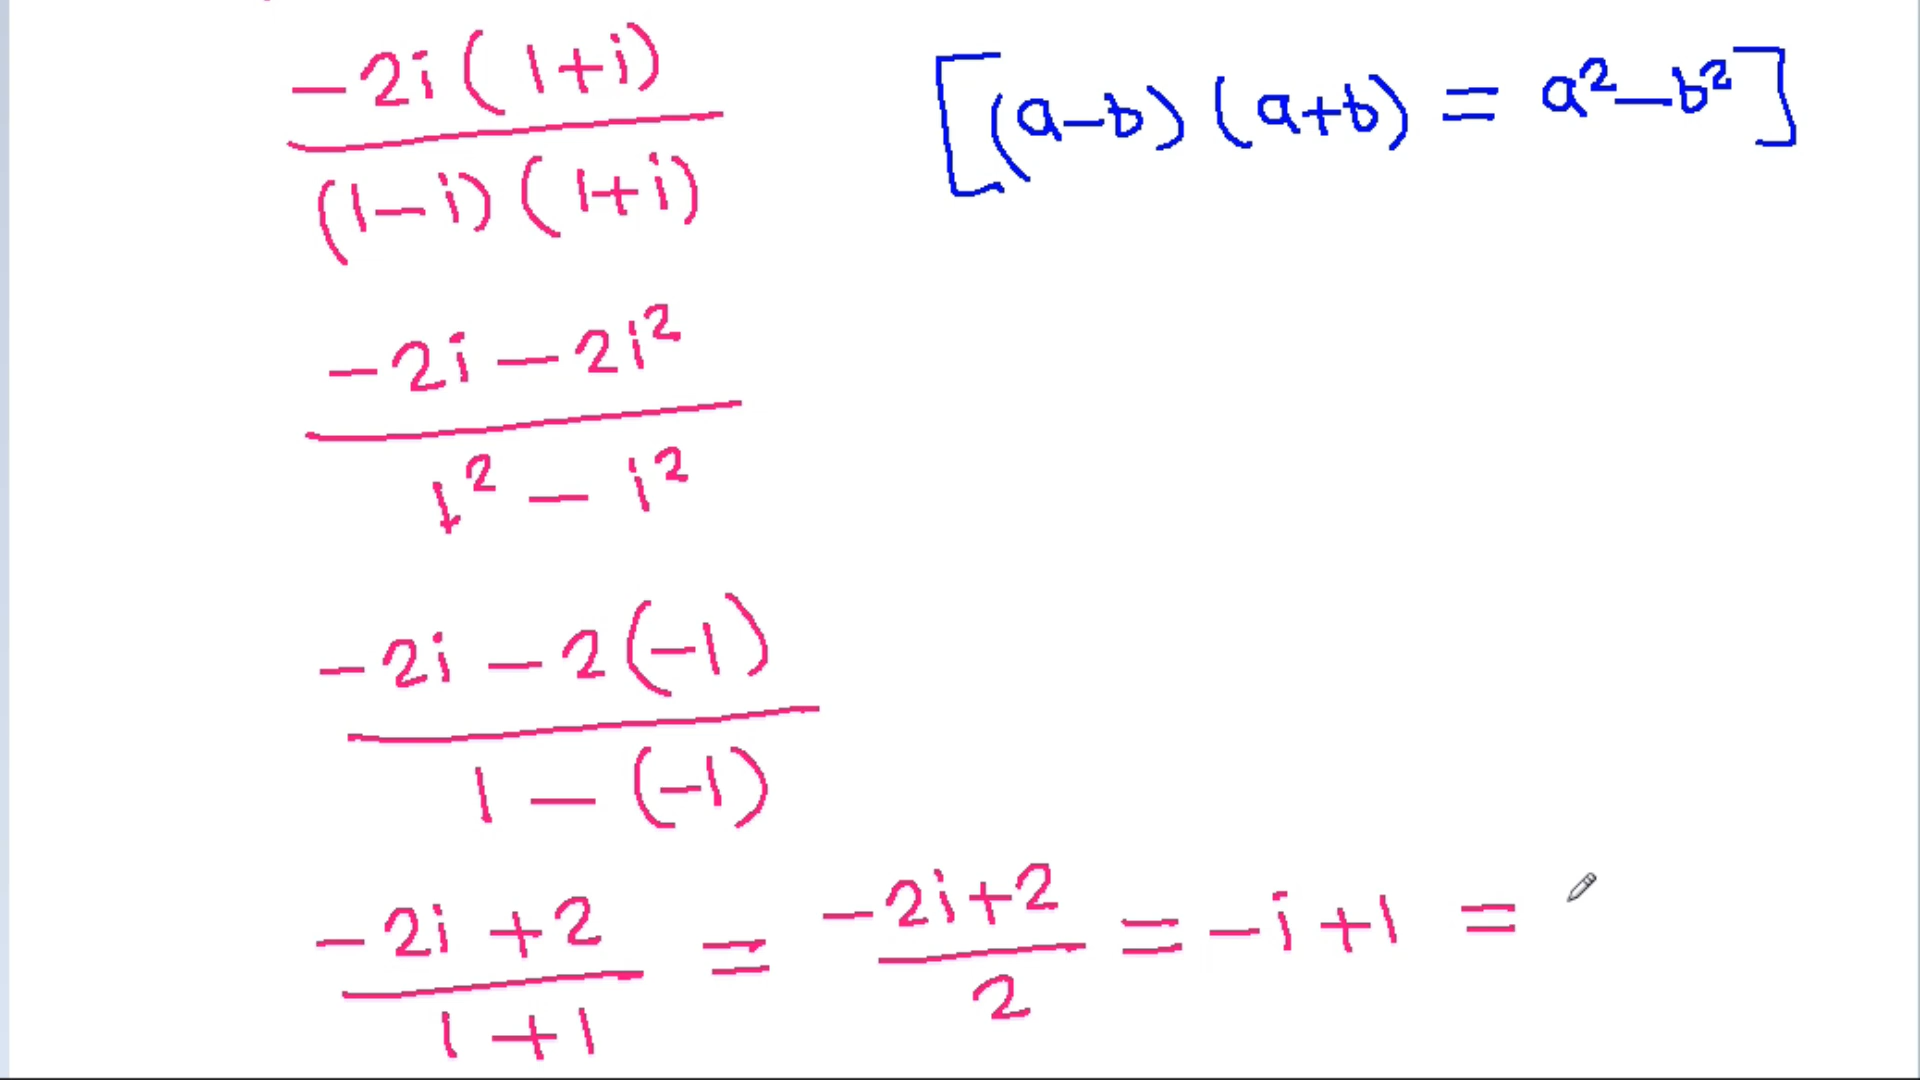 -2i(1+i)
(1-i)(1+i)
[(a-b)(a+b) = a²-b²]
-2i-2i²
1²-i²
-2i-2(-1)
1-(-1)
-2i+2 = -2i+2 = -i+1 =
1+1 2